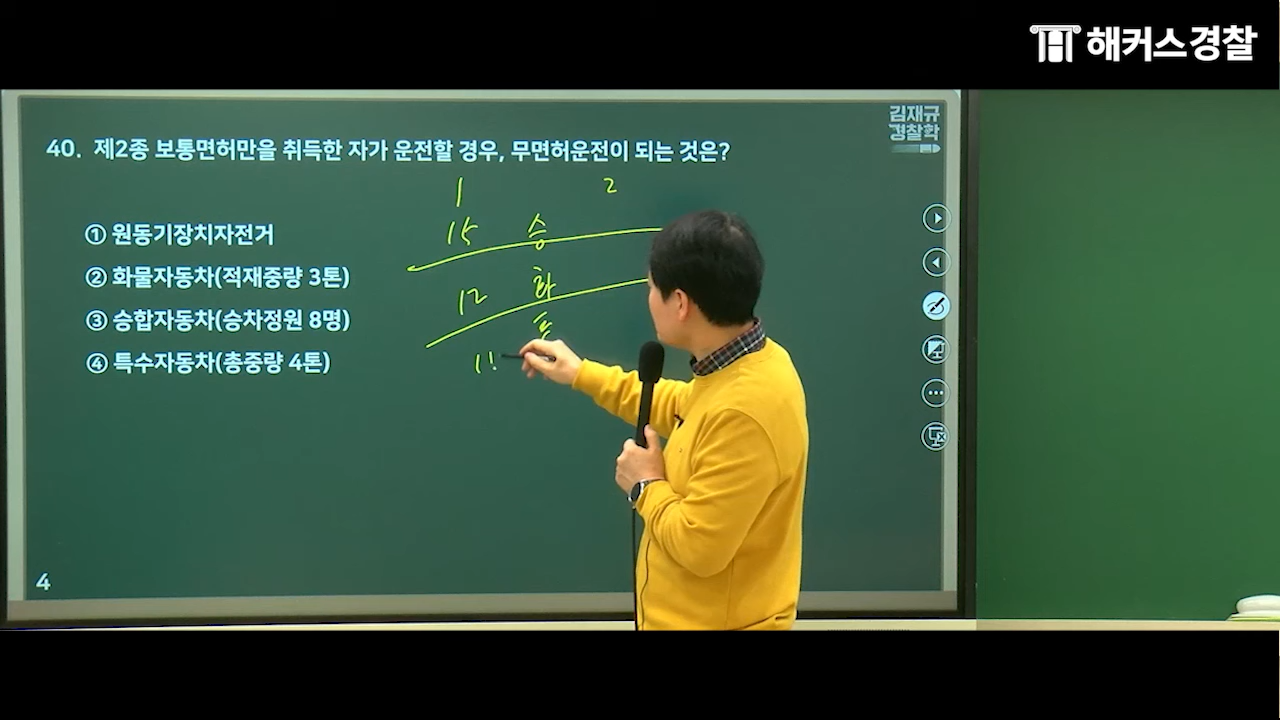 해커스경찰
김재규
경찰학
40. 제2종 보통면허만을 취득한 자가 운전할 경우, 무면허운전이 되는 것은?
1 2
① 원동기장치자전거
15 승
② 화물자동차(적재중량 3톤)
12 화
③ 승합자동차(승차정원 8명)
④ 특수자동차(총중량 4톤)
4